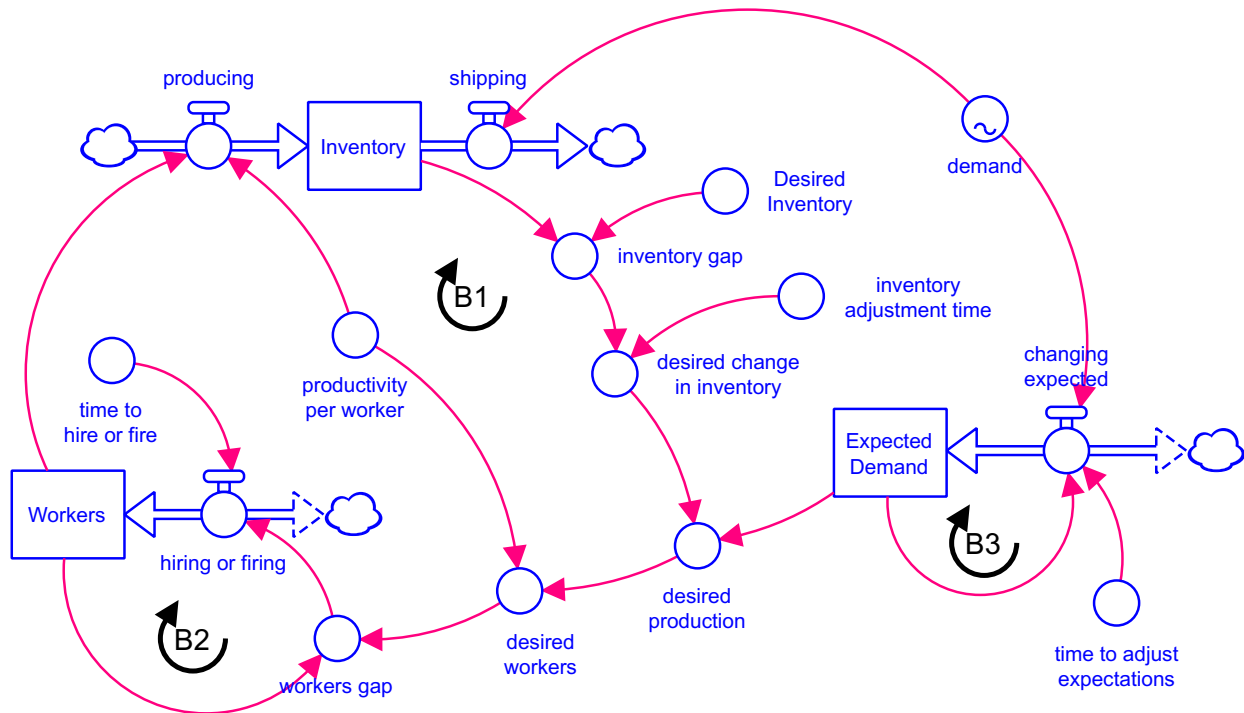 producing
shipping
Inventory
demand
Desired
Inventory
inventory gap
B1
inventory
adjustment time
desired change
in inventory
changing
expected
productivity
per worker
time to
hire or fire
Expected
Demand
Workers
hiring or firing
B3
desired
production
B2
desired
workers
workers gap
time to adjust
expectations